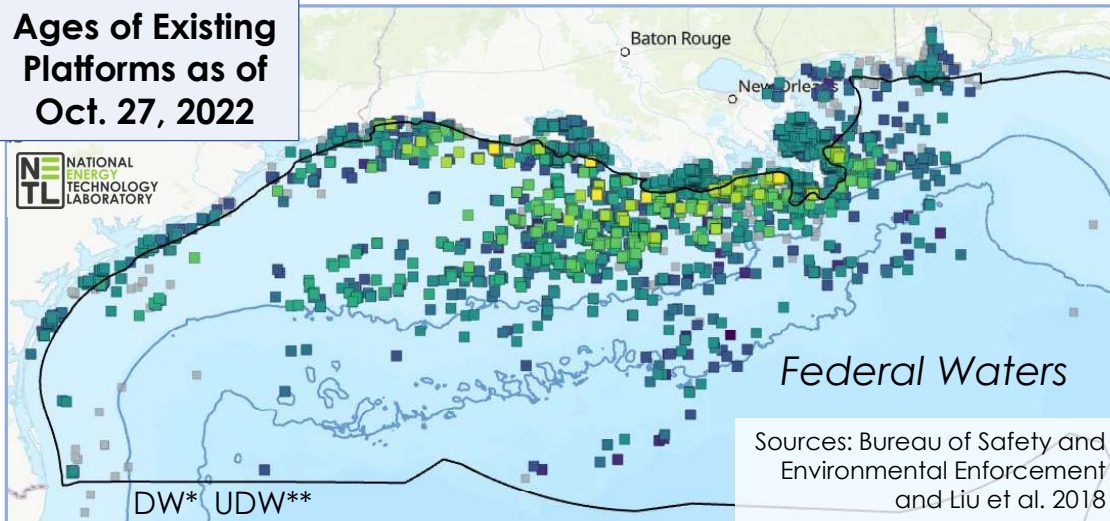 Ages of Existing
Platforms as of
Oct. 27, 2022
NETL
NATIONAL
ENERGY
TECHNOLOGY
LABORATORY
Baton Rouge
New Orleans
Federal Waters
Sources: Bureau of Safety and
Environmental Enforcement
and Liu et al. 2018
DW* UDW**